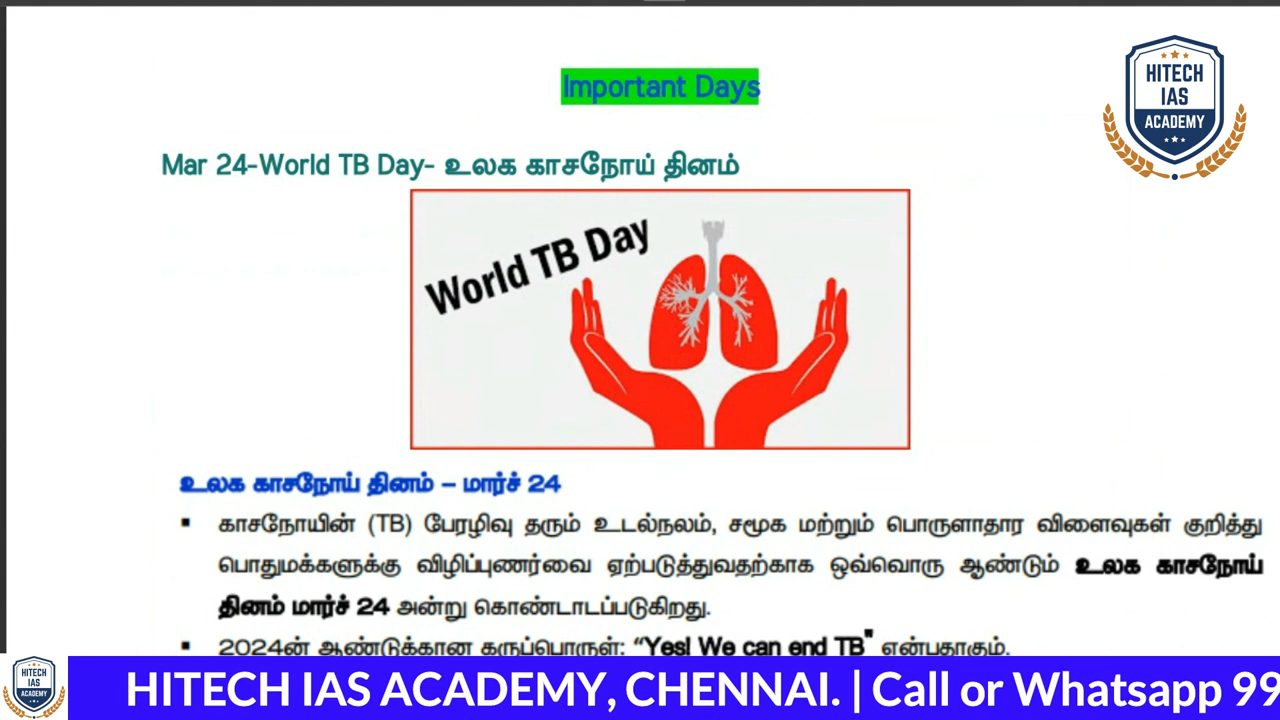 Important Days
HITECH
IAS
ACADEMY
Mar 24-World TB Day- உலக காசநோய் தினம்
World TB Day
உலக காசநோய் தினம் – மார்ச் 24
▪ காசநோயின் (TB) பேரழிவு தரும் உடல்நலம், சமூக மற்றும் பொருளாதார விளைவுகள் குறித்து
பொதுமக்களுக்கு விழிப்புணர்வை ஏற்படுத்துவதற்காக ஒவ்வொரு ஆண்டும் உலக காசநோய்
தினம் மார்ச் 24 அன்று கொண்டாடப்படுகிறது.
▪ 2024ன் ஆண்டுக்கான கருப்பொருள்: “Yes! We can end TB" என்பதாகும்.
HITECH
IAS
ACADEMY
HITECH IAS ACADEMY, CHENNAI. | Call or Whatsapp 99